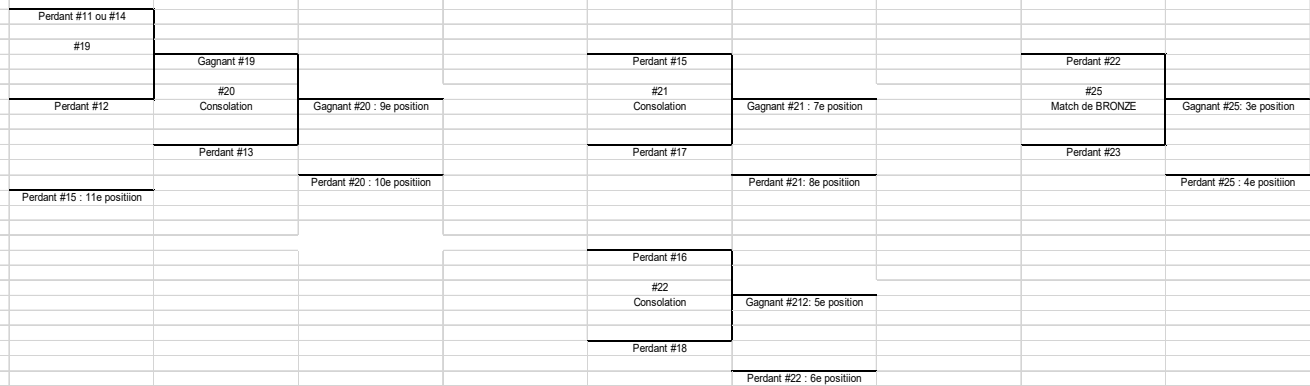 Perdant #11 ou #14
#19
Perdant #12
Perdant #15 : 11e positiion
Gagnant #19
#20
Consolation
Perdant #13
Gagnant #20 : 9e position
Perdant #20 : 10e positiion
Perdant #15
#21
Consolation
Perdant #17
Gagnant #21 : 7e position
Perdant #21: 8e positiion
Perdant #16
#22
Consolation
Perdant #18
Gagnant #212: 5e position
Perdant #22 : 6e positiion
Perdant #22
#25
Match de BRONZE
Perdant #23
Gagnant #25: 3e position
Perdant #25 : 4e positiion